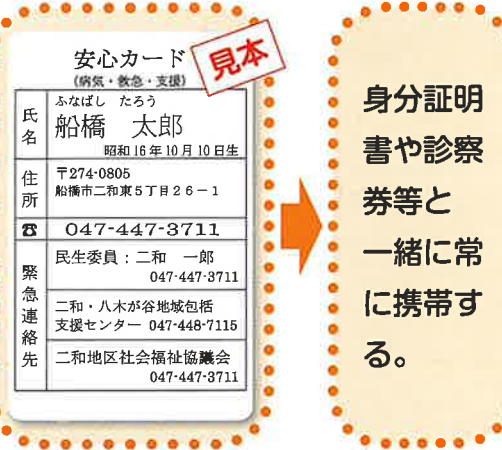 安心カード
(病気・救急・支援)
見本
氏名
ふなばし たろう
船橋 太郎
昭和16年10月10日生
住所
〒274-0805
船橋市二和東5丁目26-1
☎ 047-447-3711
緊急連絡先
民生委員:二和 一郎
047-447-3711
二和・八木が谷地域包括
支援センター 047-448-7115
二和地区社会福祉協議会
047-447-3711
身分証明
書や診察
券等と
一緒に常
に携帯す
る。